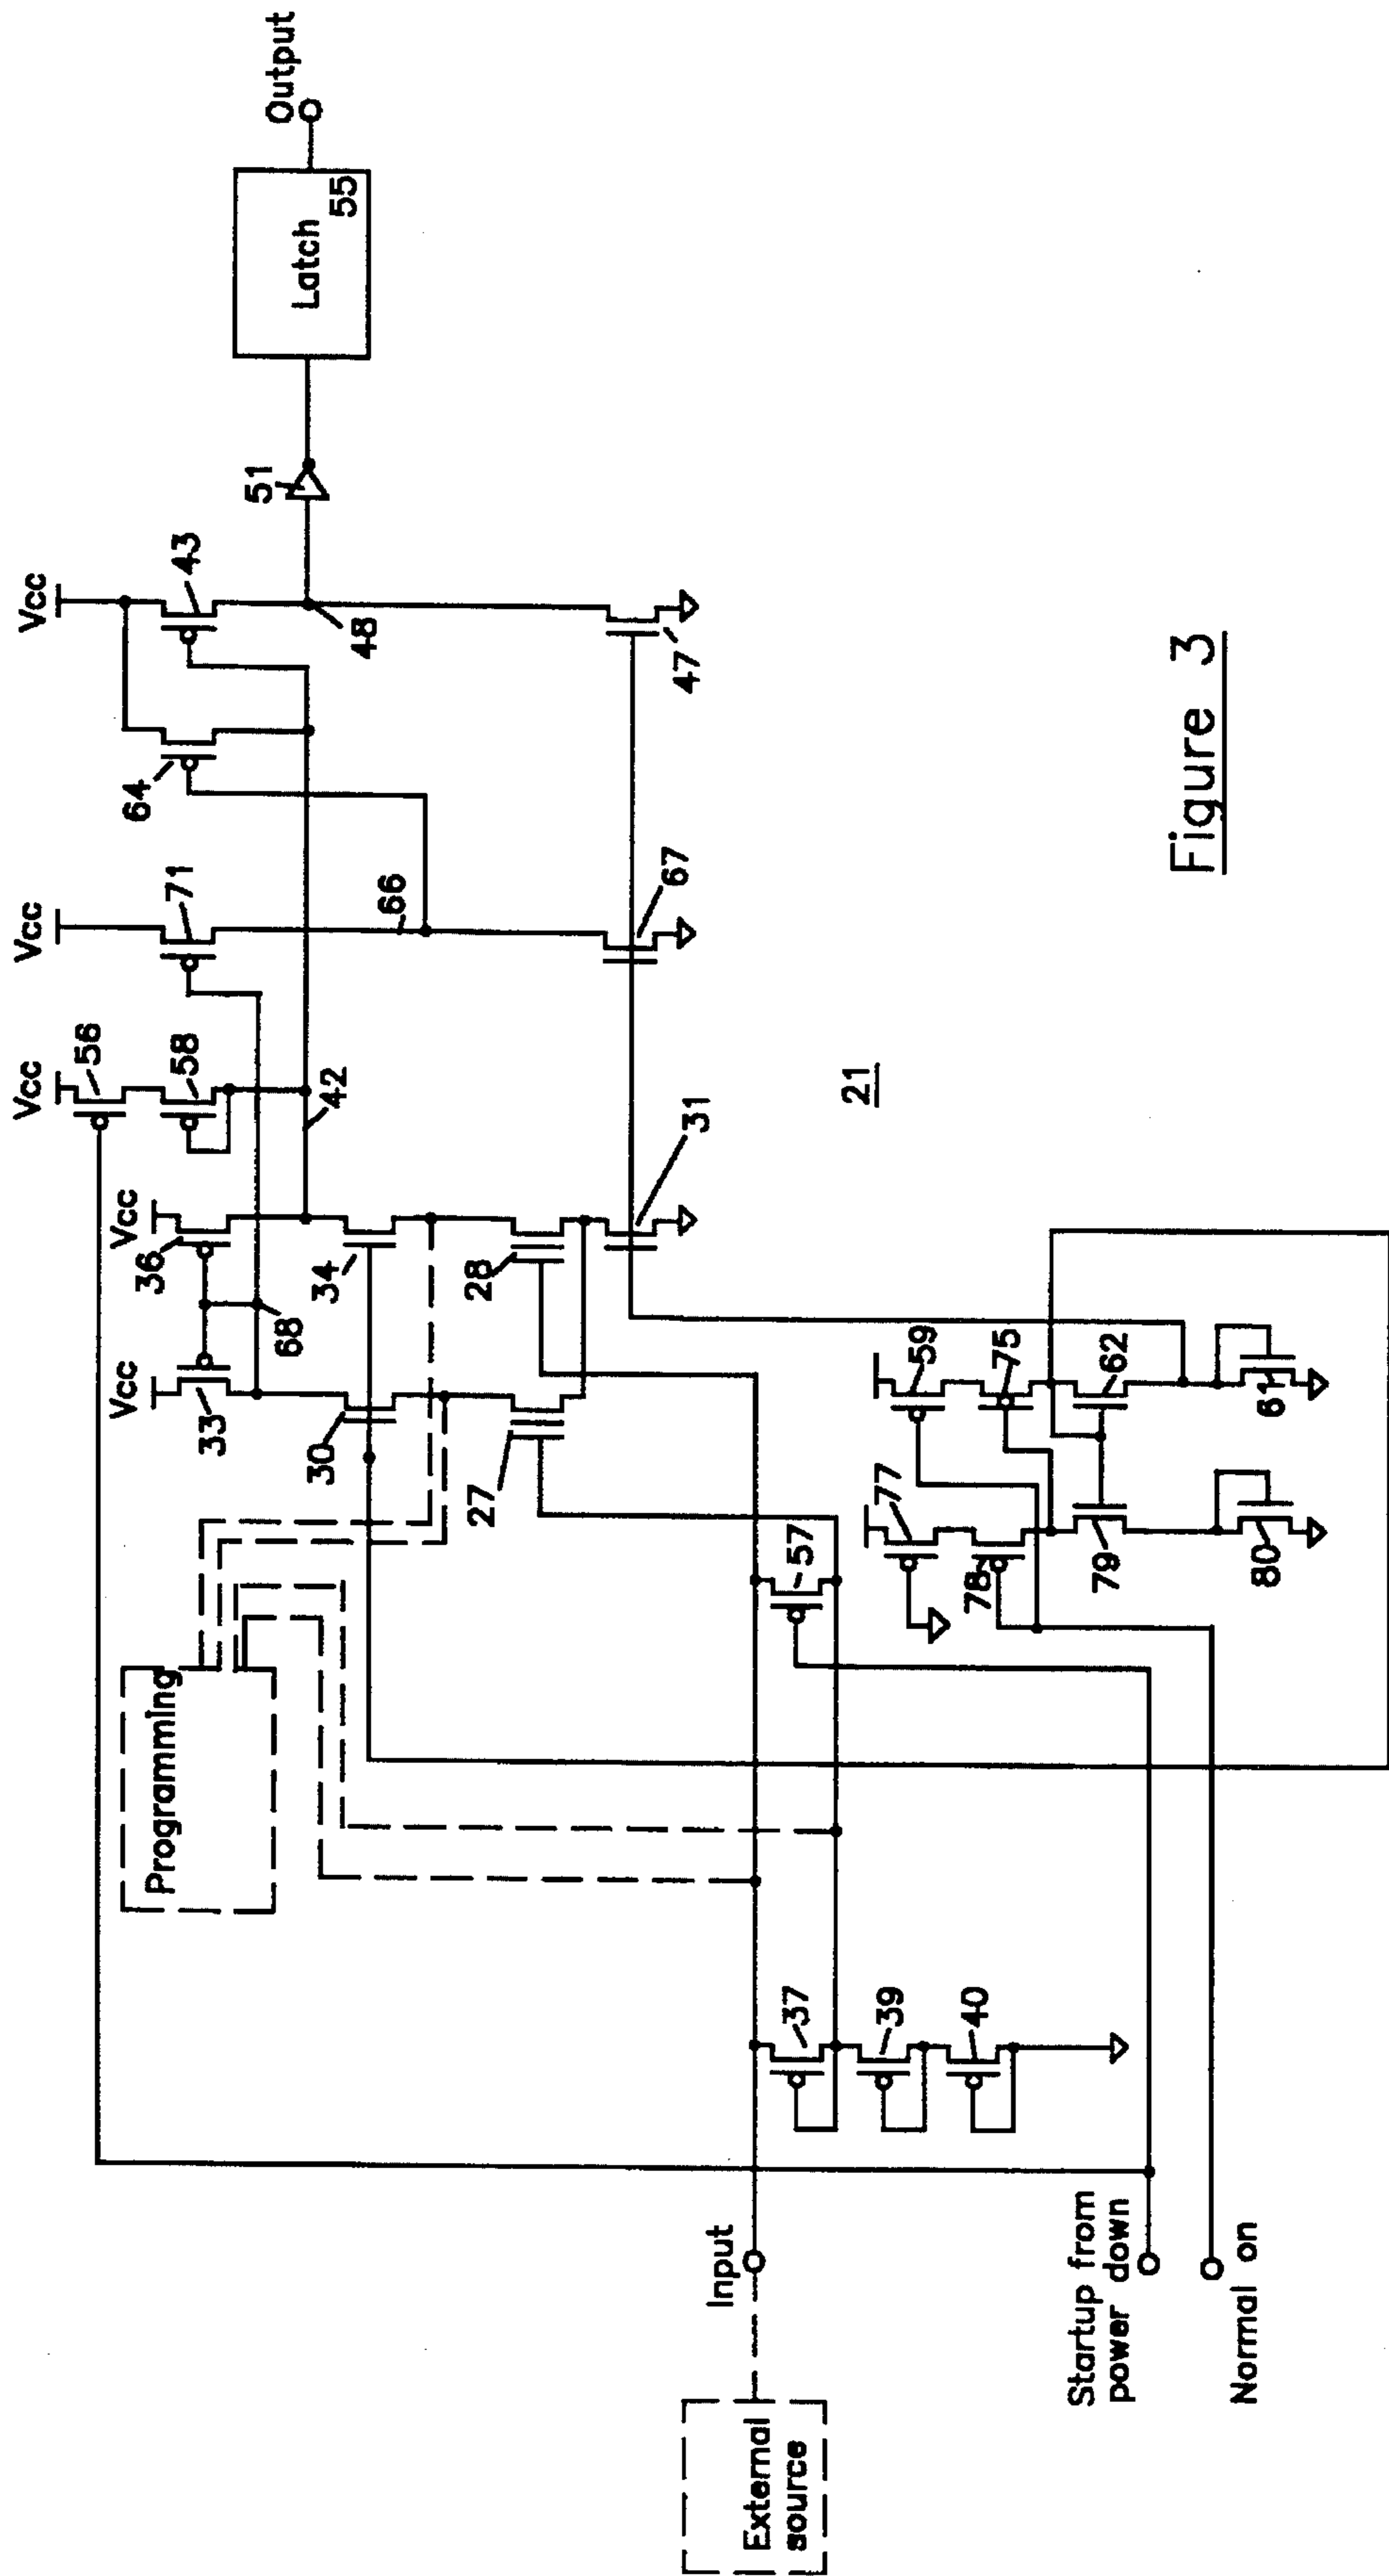 Programming
Vcc
33
Vcc
36
Vcc
56
58
Vcc
71
Vcc
43
64
68
42
66
48
51
Latch
55
Output
30
34
27
28
31
67
47
External
source
Input
37
39
40
57
77
59
78
75
79
62
80
61
21
Startup from
power down
Normal on
Figure 3